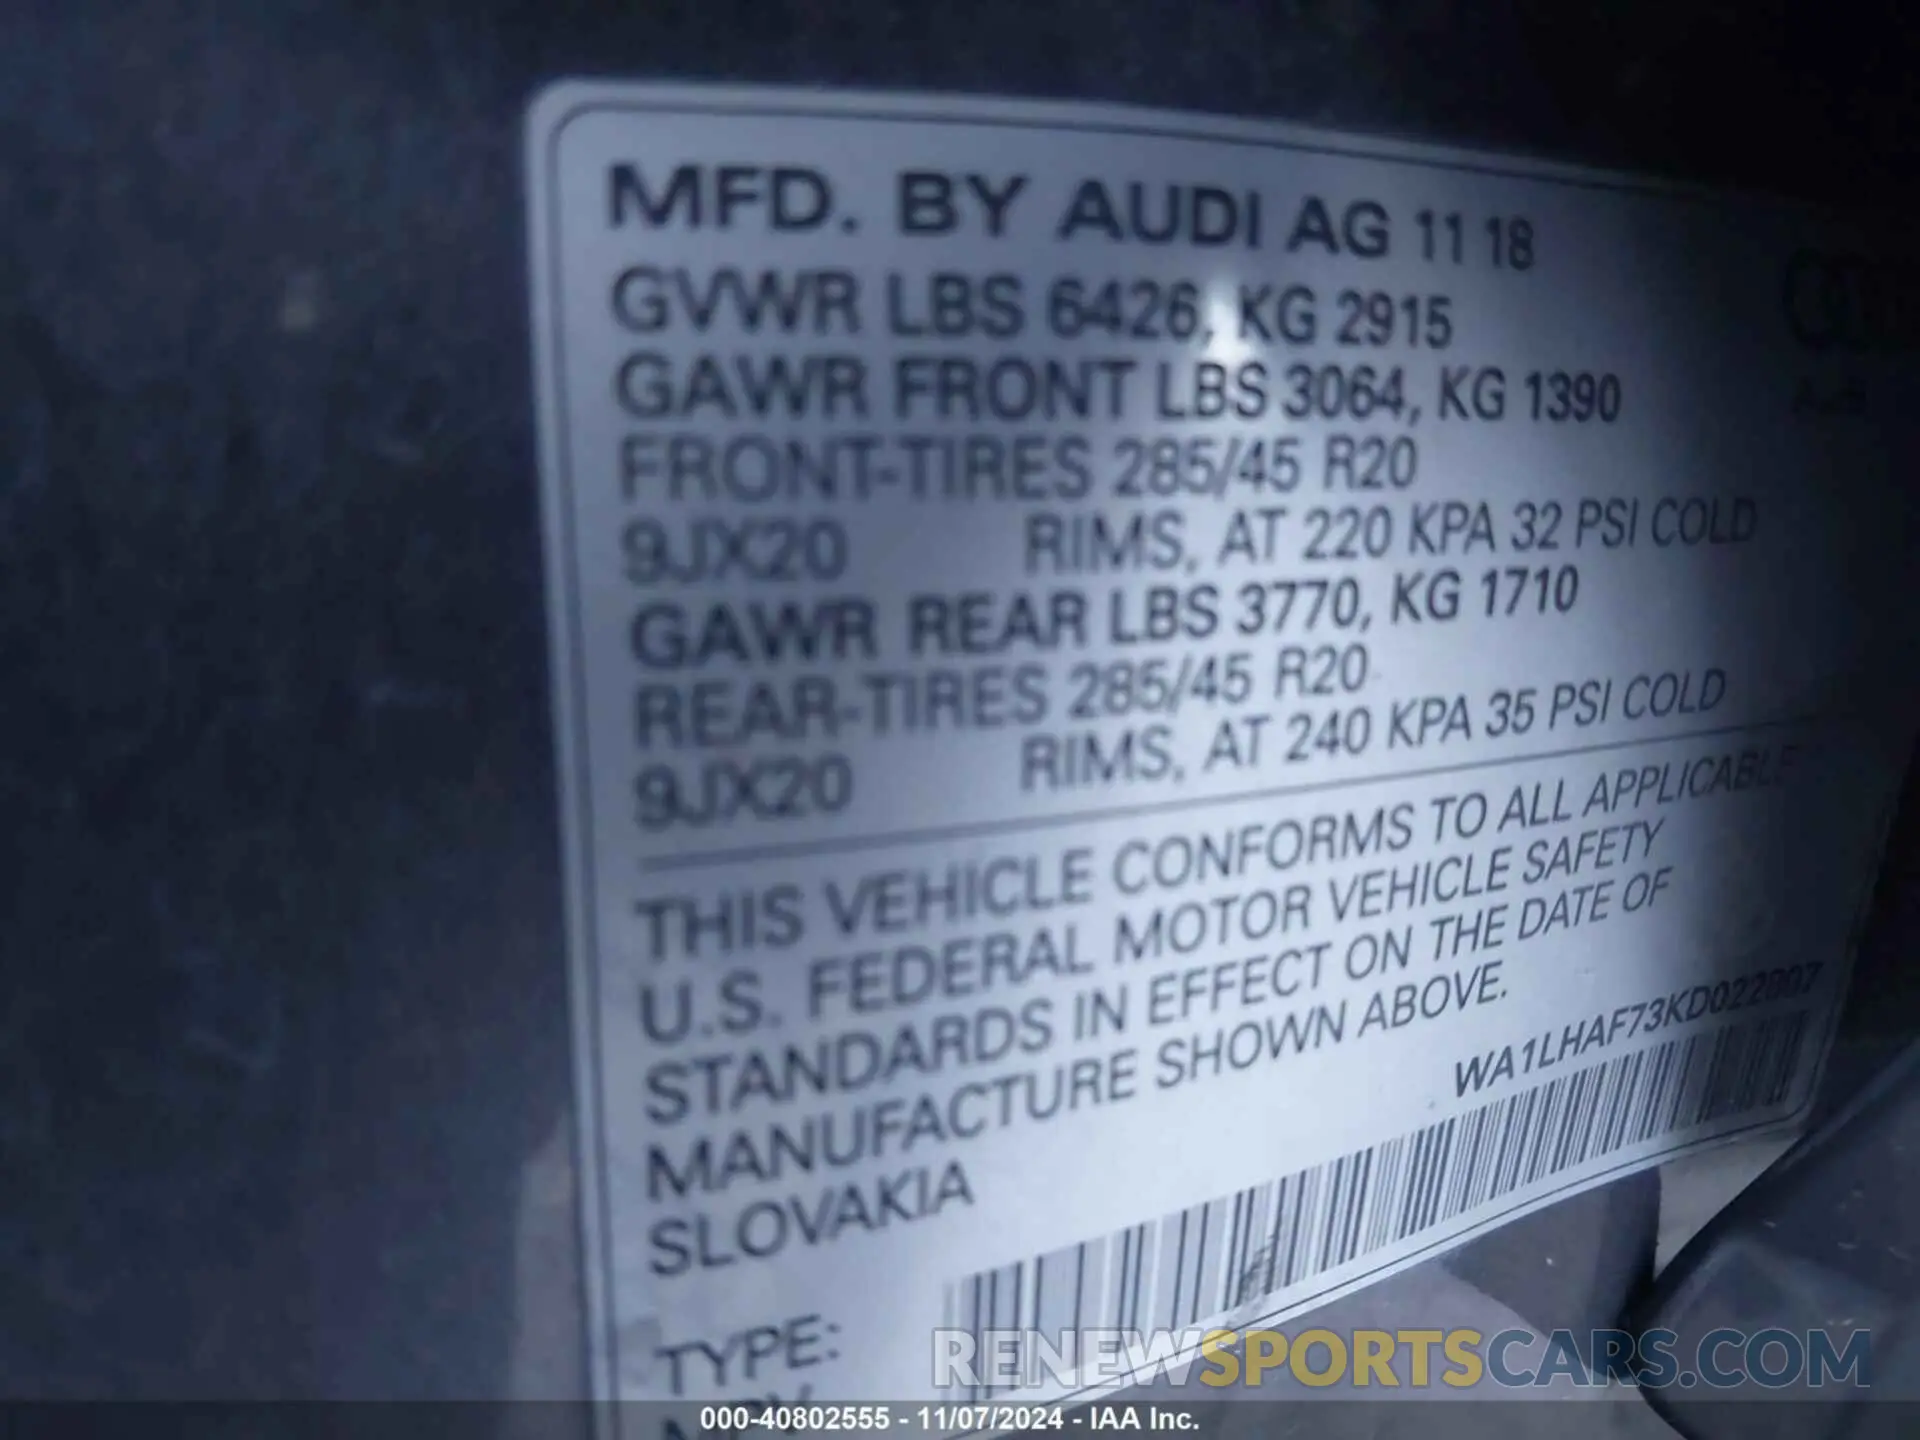 MFD. BY AUDI AG 11 18
GVWR LBS 6426, KG 2915
GAWR FRONT LBS 3064, KG 1390
FRONT-TIRES 285/45 R20
9JX20 RIMS, AT 220 KPA 32 PSI COLD
GAWR REAR LBS 3770, KG 1710
REAR-TIRES 285/45 R20
9JX20 RIMS, AT 240 KPA 35 PSI COLD
THIS VEHICLE CONFORMS TO ALL APPLICABLE
U.S. FEDERAL MOTOR VEHICLE SAFETY
STANDARDS IN EFFECT ON THE DATE OF
MANUFACTURE SHOWN ABOVE.
SLOVAKIA
TYPE:
RENEWSPORTSCARS.COM
000-40802555 - 11/07/2024 - IAA Inc.